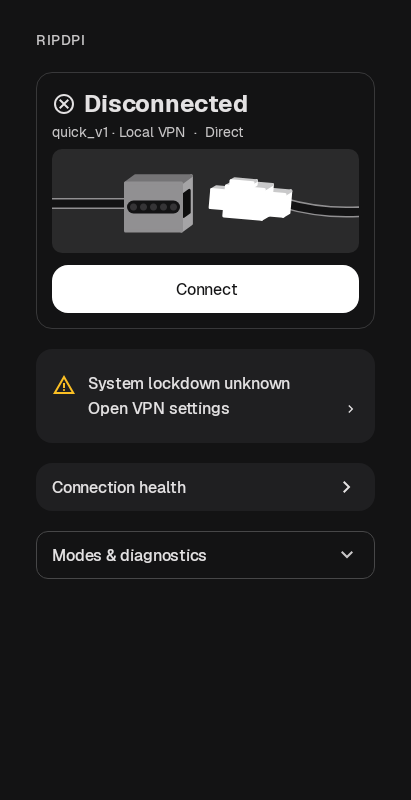 RIPDPI
Disconnected
quick_v1 · Local VPN · Direct
Connect
System lockdown unknown
Open VPN settings
Connection health
Modes & diagnostics